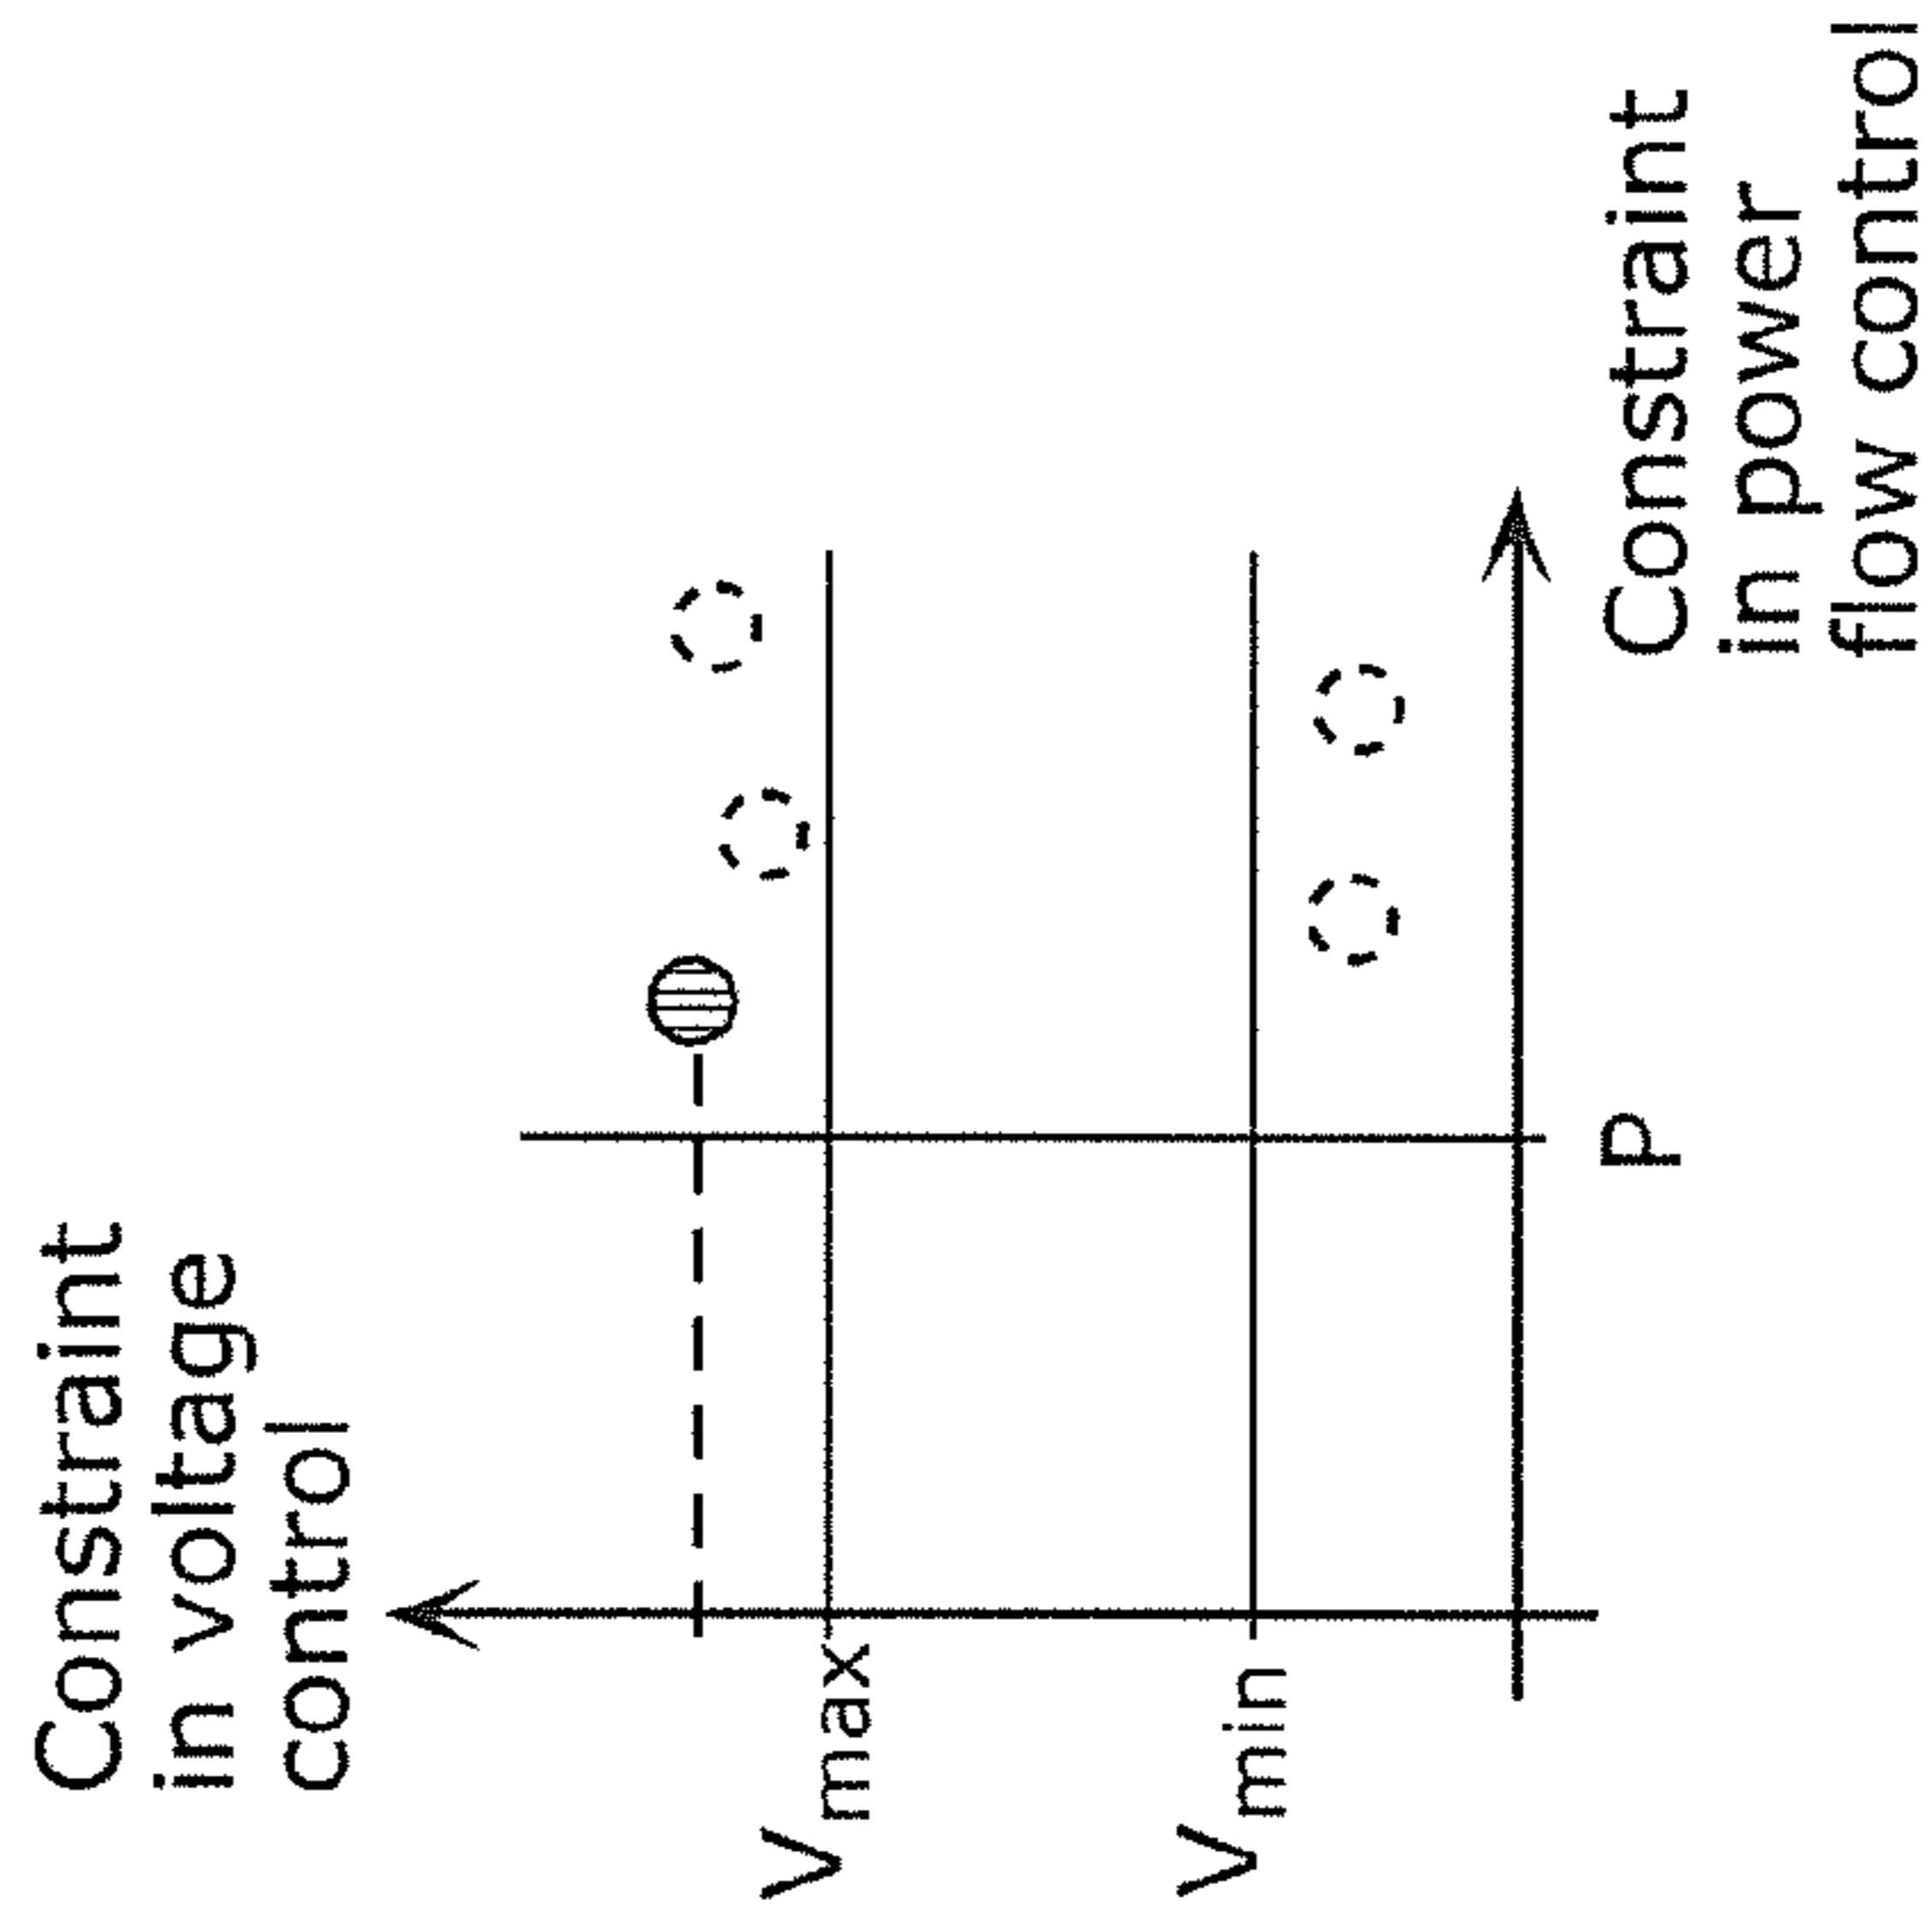 Constraint
in voltage
control
Vmax
Vmin
P
Constraint
in power
flow control